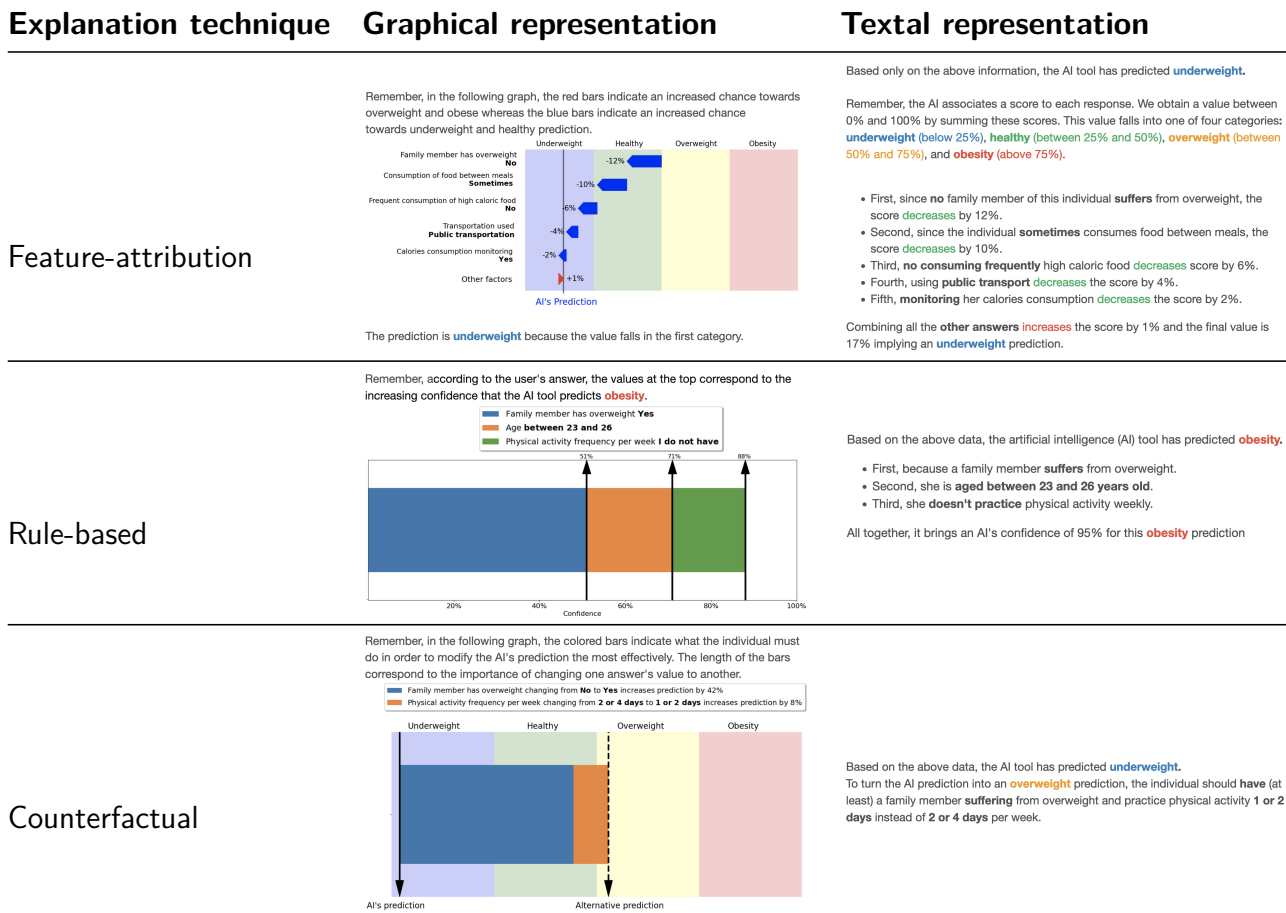 Explanation technique
Graphical representation
Textal representation
Feature-attribution
Remember, in the following graph, the red bars indicate an increased chance towards
overweight and obese whereas the blue bars indicate an increased chance
towards underweight and healthy prediction.
Underweight Healthy Overweight Obesity
Family member has overweight
No
-12%
Consumption of food between meals
Sometimes
-10%
Frequent consumption of high caloric food
No
-6%
Transportation used
Public transportation
-4%
Calories consumption monitoring
Yes
-2%
Other factors
+1%
AI's Prediction
The prediction is underweight because the value falls in the first category.
Based only on the above information, the AI tool has predicted underweight.
Remember, the AI associates a score to each response. We obtain a value between
0% and 100% by summing these scores. This value falls into one of four categories:
underweight (below 25%), healthy (between 25% and 50%), overweight (between
50% and 75%), and obesity (above 75%).
• First, since no family member of this individual suffers from overweight, the
score decreases by 12%.
• Second, since the individual sometimes consumes food between meals, the
score decreases by 10%.
• Third, no consuming frequently high caloric food decreases score by 6%.
• Fourth, using public transport decreases the score by 4%.
• Fifth, monitoring her calories consumption decreases the score by 2%.
Combining all the other answers increases the score by 1% and the final value is
17% implying an underweight prediction.
Rule-based
Remember, according to the user's answer, the values at the top correspond to the
increasing confidence that the AI tool predicts obesity.
Family member has overweight Yes
Age between 23 and 26
Physical activity frequency per week I do not have
51% 71% 88%
20% 40% 60% 80% 100%
Confidence
Based on the above data, the artificial intelligence (AI) tool has predicted obesity.
• First, because a family member suffers from overweight.
• Second, she is aged between 23 and 26 years old.
• Third, she doesn't practice physical activity weekly.
All together, it brings an AI's confidence of 95% for this obesity prediction
Counterfactual
Remember, in the following graph, the colored bars indicate what the individual must
do in order to modify the AI's prediction the most effectively. The length of the bars
correspond to the importance of changing one answer's value to another.
Family member has overweight changing from No to Yes increases prediction by 42%
Physical activity frequency per week changing from 2 or 4 days to 1 or 2 days increases prediction by 8%
Underweight Healthy Overweight Obesity
AI's prediction
Alternative prediction
Based on the above data, the AI tool has predicted underweight.
To turn the AI prediction into an overweight prediction, the individual should have (at
least) a family member suffering from overweight and practice physical activity 1 or 2
days instead of 2 or 4 days per week.